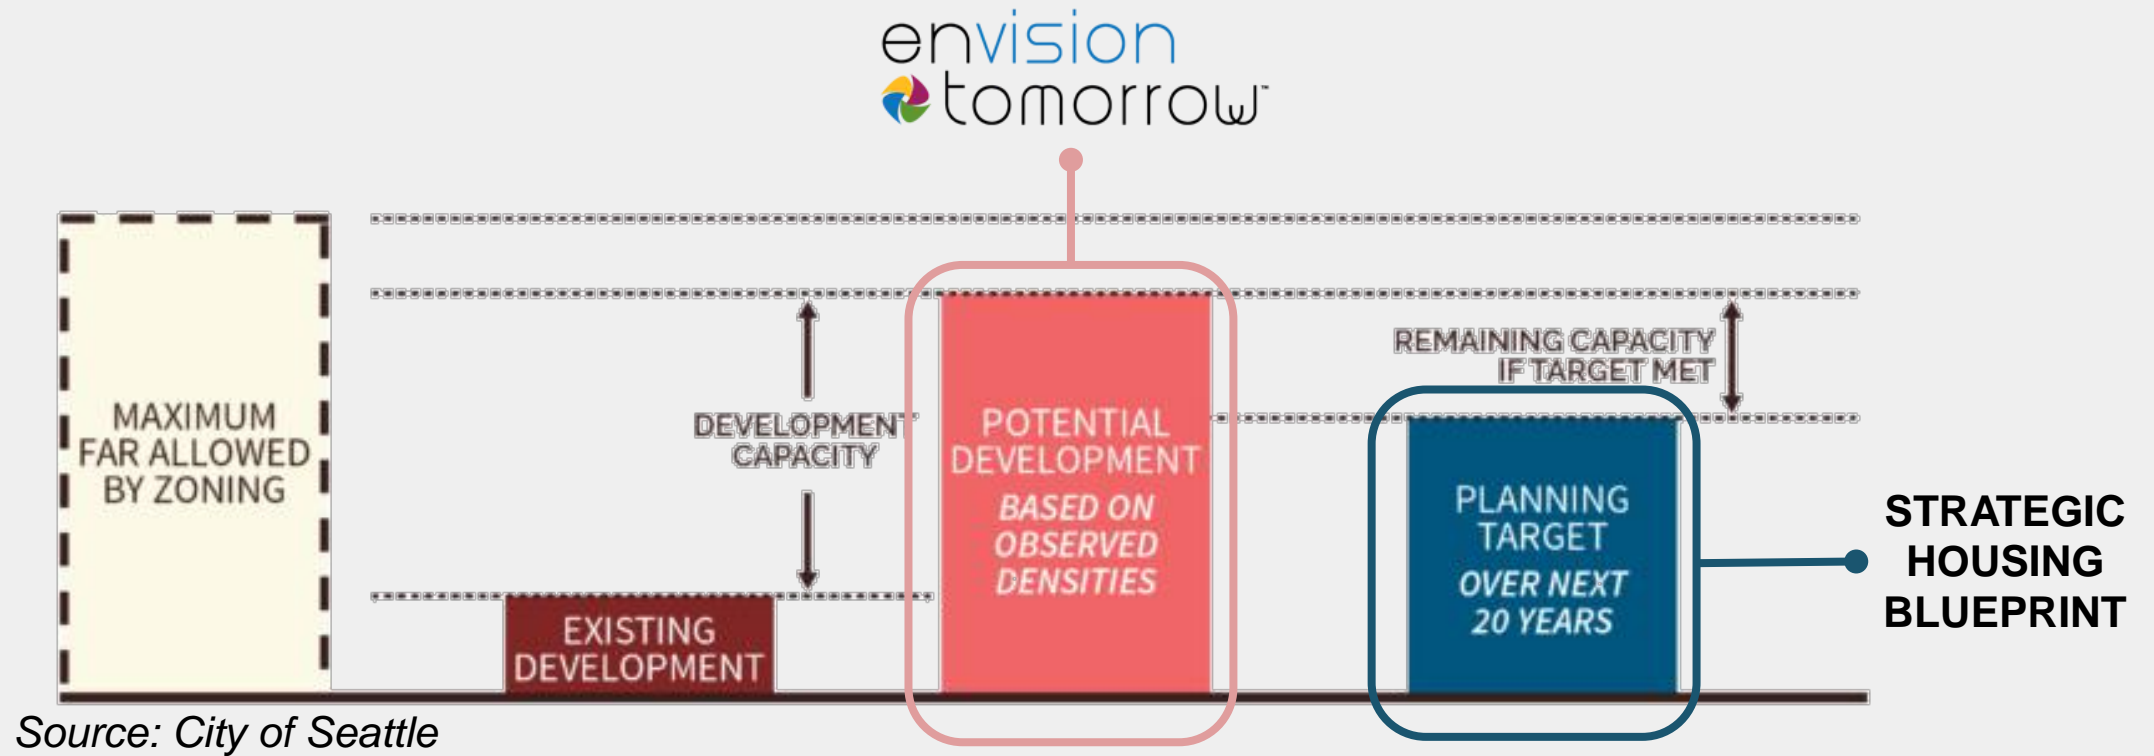 envision
tomorrow™
MAXIMUM
FAR ALLOWED
BY ZONING
DEVELOPMENT
CAPACITY
EXISTING
DEVELOPMENT
POTENTIAL
DEVELOPMENT
BASED ON
OBSERVED
DENSITIES
REMAINING CAPACITY
IF TARGET MET
PLANNING
TARGET
OVER NEXT
20 YEARS
STRATEGIC
HOUSING
BLUEPRINT
Source: City of Seattle